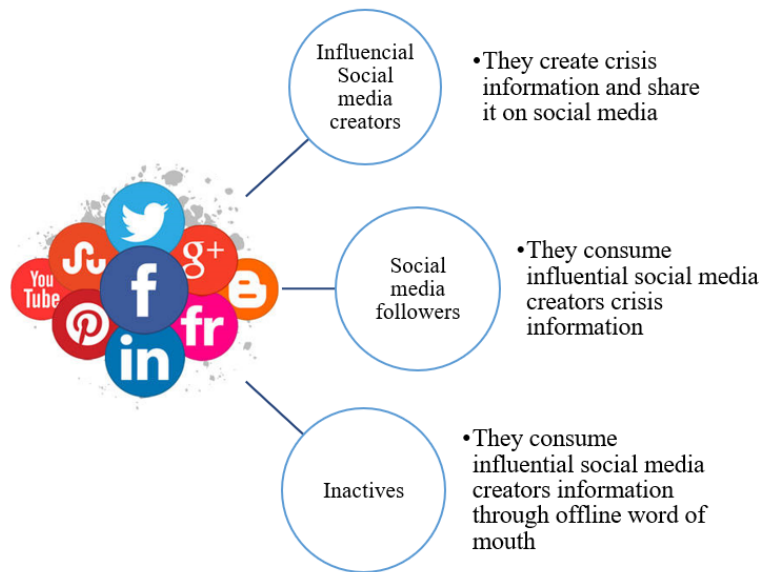 Influencial
Social
media
creators
•They create crisis
information and share
it on social media
You
Tube
g+
f
in
fr
Social
media
followers
•They consume
influential social media
creators crisis
information
Inactives
•They consume
influential social media
creators information
through offline word of
mouth